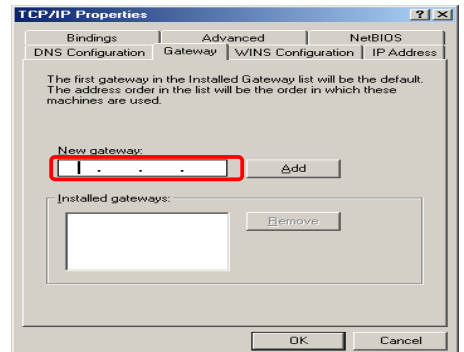 TCP/IP Properties
Bindings Advanced NetBIOS
DNS Configuration Gateway WINS Configuration IP Address
The first gateway in the Installed Gateway list will be the default.
The address order in the list will be the order in which these
machines are used.
New gateway:
. . . Add
Installed gateways:
Remove
OK Cancel